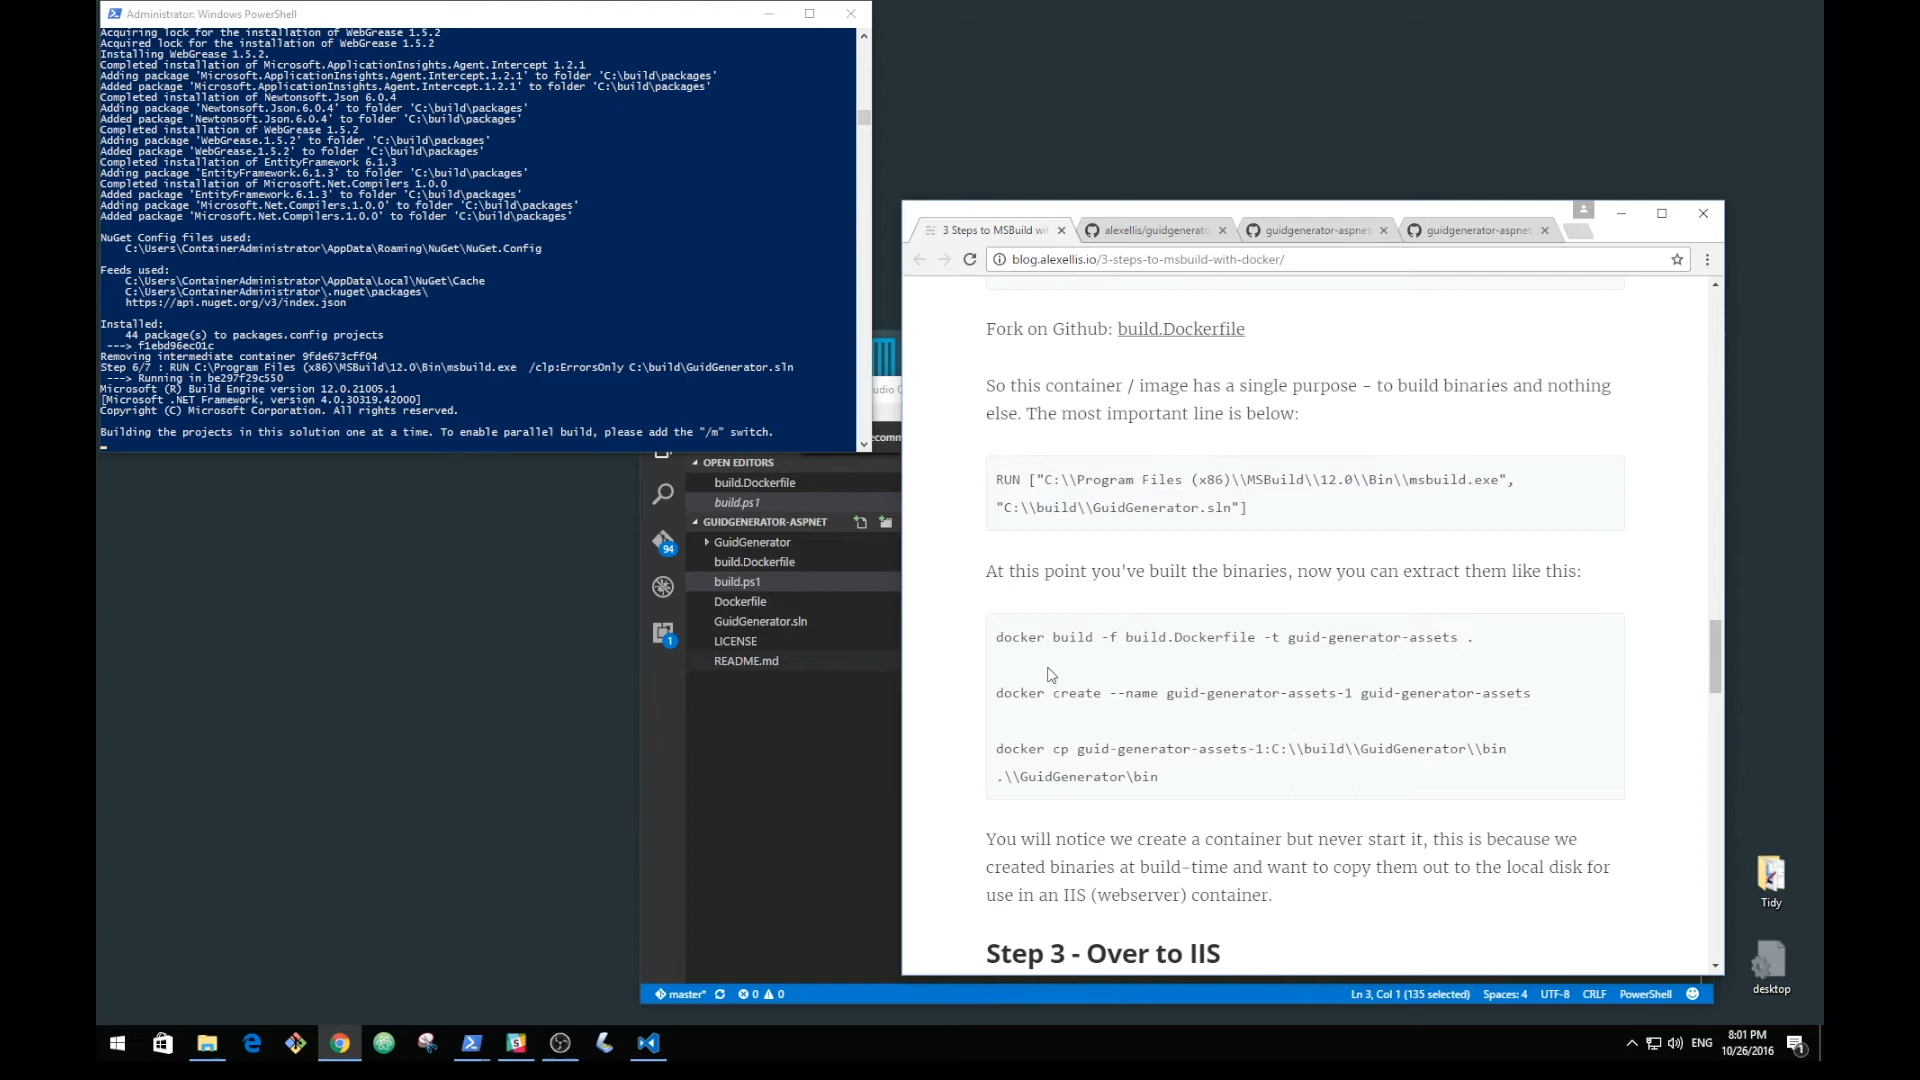 Administrator: Windows PowerShell
Acquiring lock for the installation of WebGrease 1.5.2
Acquired lock for the installation of WebGrease 1.5.2
Installing WebGrease 1.5.2.
Completed installation of Microsoft.ApplicationInsights.Agent.Intercept 1.2.1
Adding package 'Microsoft.ApplicationInsights.Agent.Intercept.1.2.1' to folder 'C:\build\packages'
Added package 'Microsoft.ApplicationInsights.Agent.Intercept.1.2.1' to folder 'C:\build\packages'
Completed installation of Newtonsoft.Json 6.0.4
Adding package 'Newtonsoft.Json.6.0.4' to folder 'C:\build\packages'
Added package 'Newtonsoft.Json.6.0.4' to folder 'C:\build\packages'
Completed installation of WebGrease 1.5.2
Adding package 'WebGrease.1.5.2' to folder 'C:\build\packages'
Added package 'WebGrease.1.5.2' to folder 'C:\build\packages'
Completed installation of EntityFramework 6.1.3
Adding package 'EntityFramework.6.1.3' to folder 'C:\build\packages'
Completed installation of Microsoft.Net.Compilers 1.0.0
Added package 'EntityFramework.6.1.3' to folder 'C:\build\packages'
Adding package 'Microsoft.Net.Compilers.1.0.0' to folder 'C:\build\packages'
Added package 'Microsoft.Net.Compilers.1.0.0' to folder 'C:\build\packages'
NuGet Config files used:
C:\Users\ContainerAdministrator\AppData\Roaming\NuGet\NuGet.Config
Feeds used:
C:\Users\ContainerAdministrator\AppData\Local\NuGet\Cache
C:\Users\ContainerAdministrator\.nuget\packages\
https://api.nuget.org/v3/index.json
Installed:
44 package(s) to packages.config projects
---> f1ebd96ec01c
Removing intermediate container 9fde673cff04
Step 6/7 : RUN C:\Program Files (x86)\MSBuild\12.0\Bin\msbuild.exe /clp:ErrorsOnly C:\build\GuidGenerator.sln
---> Running in be297f29c550
Microsoft (R) Build Engine version 12.0.21005.1
[Microsoft .NET Framework, version 4.0.30319.42000]
Copyright (C) Microsoft Corporation. All rights reserved.
Building the projects in this solution one at a time. To enable parallel build, please add the "/m" switch.
OPEN EDITORS
build.Dockerfile
build.ps1
GUIDGENERATOR-ASPNET
GuidGenerator
build.Dockerfile
build.ps1
Dockerfile
GuidGenerator.sln
LICENSE
README.md
94
1
master*
0 0
Ln 3, Col 1 (135 selected)
Spaces: 4
UTF-8
CRLF
PowerShell
3 Steps to MSBuild wit
alexellis/guidgenerato
guidgenerator-aspnet
guidgenerator-aspnet
blog.alexellis.io/3-steps-to-msbuild-with-docker/
Fork on Github: build.Dockerfile
So this container / image has a single purpose - to build binaries and nothing
else. The most important line is below:
RUN ["C:\\Program Files (x86)\\MSBuild\\12.0\\Bin\\msbuild.exe",
"C:\\build\\GuidGenerator.sln"]
At this point you've built the binaries, now you can extract them like this:
docker build -f build.Dockerfile -t guid-generator-assets .
docker create --name guid-generator-assets-1 guid-generator-assets
docker cp guid-generator-assets-1:C:\\build\\GuidGenerator\\bin
.\\GuidGenerator\bin
You will notice we create a container but never start it, this is because we
created binaries at build-time and want to copy them out to the local disk for
use in an IIS (webserver) container.
Step 3 - Over to IIS
Tidy
desktop
ENG
8:01 PM
10/26/2016
1